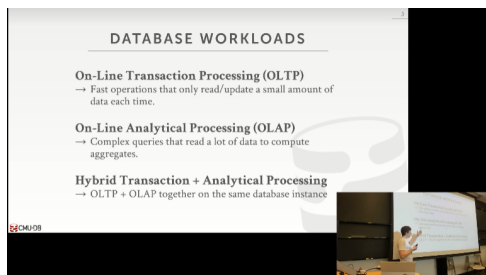 3
DATABASE WORKLOADS
On-Line Transaction Processing (OLTP)
→ Fast operations that only read/update a small amount of
data each time.
On-Line Analytical Processing (OLAP)
→ Complex queries that read a lot of data to compute
aggregates.
Hybrid Transaction + Analytical Processing
→ OLTP + OLAP together on the same database instance
CMU-DB